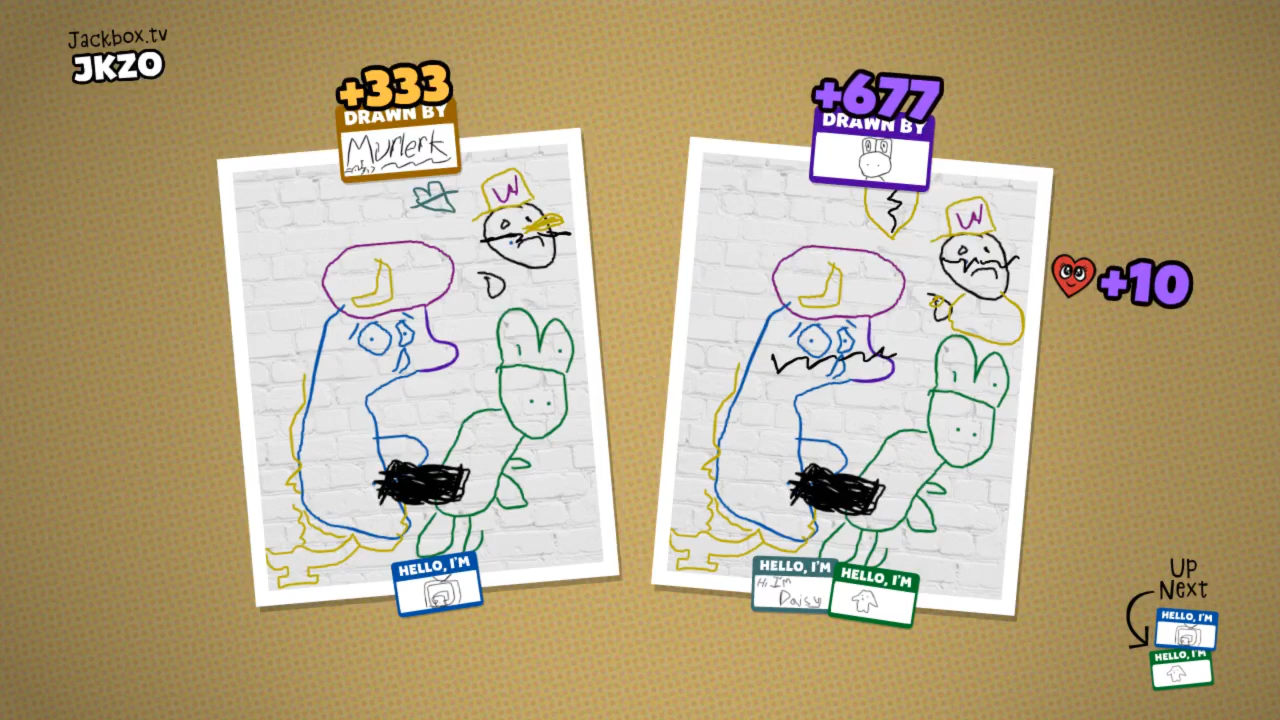 Jackbox.tv
JKZO
+333
DRAWN BY
Murlerk
+677
DRAWN BY
W
W
+10
D
HELLO, I'M
HELLO, I'M
Hi I'm
Daisy
HELLO, I'M
UP
NEXT
HELLO, I'M
HELLO, I'M